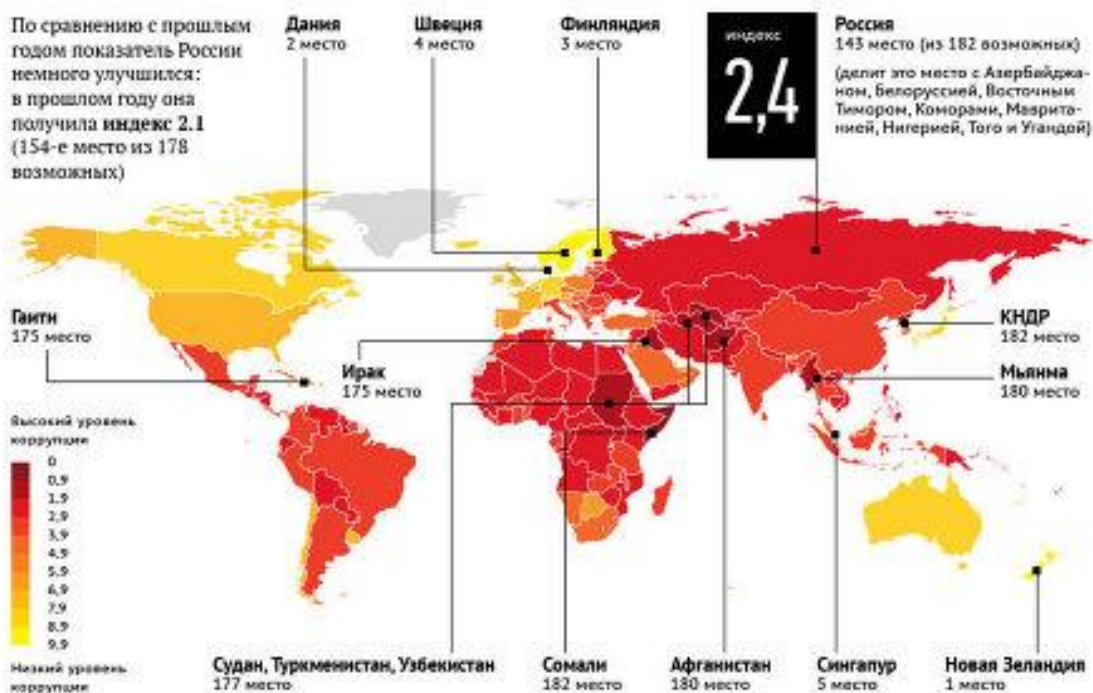 По сравнению с прошлым
годом показатель России
немного улучшился:
в прошлом году она
получила индекс 2.1
(154-е место из 178
возможных)
Дания
2 место
Швеция
4 место
Финляндия
3 место
индекс
2,4
Россия
143 место (из 182 возможных)
(делит это место с Азербайджа-
ном, Белоруссией, Восточным
Тимором, Коморами, Маврита-
нией, Нигерией, Того и Угандой)
Гаити
175 место
Ирак
175 место
КНДР
182 место
Мьянма
180 место
Высокий уровень
коррупции
0
0,9
1,9
2,9
3,9
4,9
5,9
6,9
7,9
8,9
9,9
Низкий уровень
коррупции
Судан, Туркменистан, Узбекистан
177 место
Сомали
182 место
Афганистан
180 место
Сингапур
5 место
Новая Зеландия
1 место